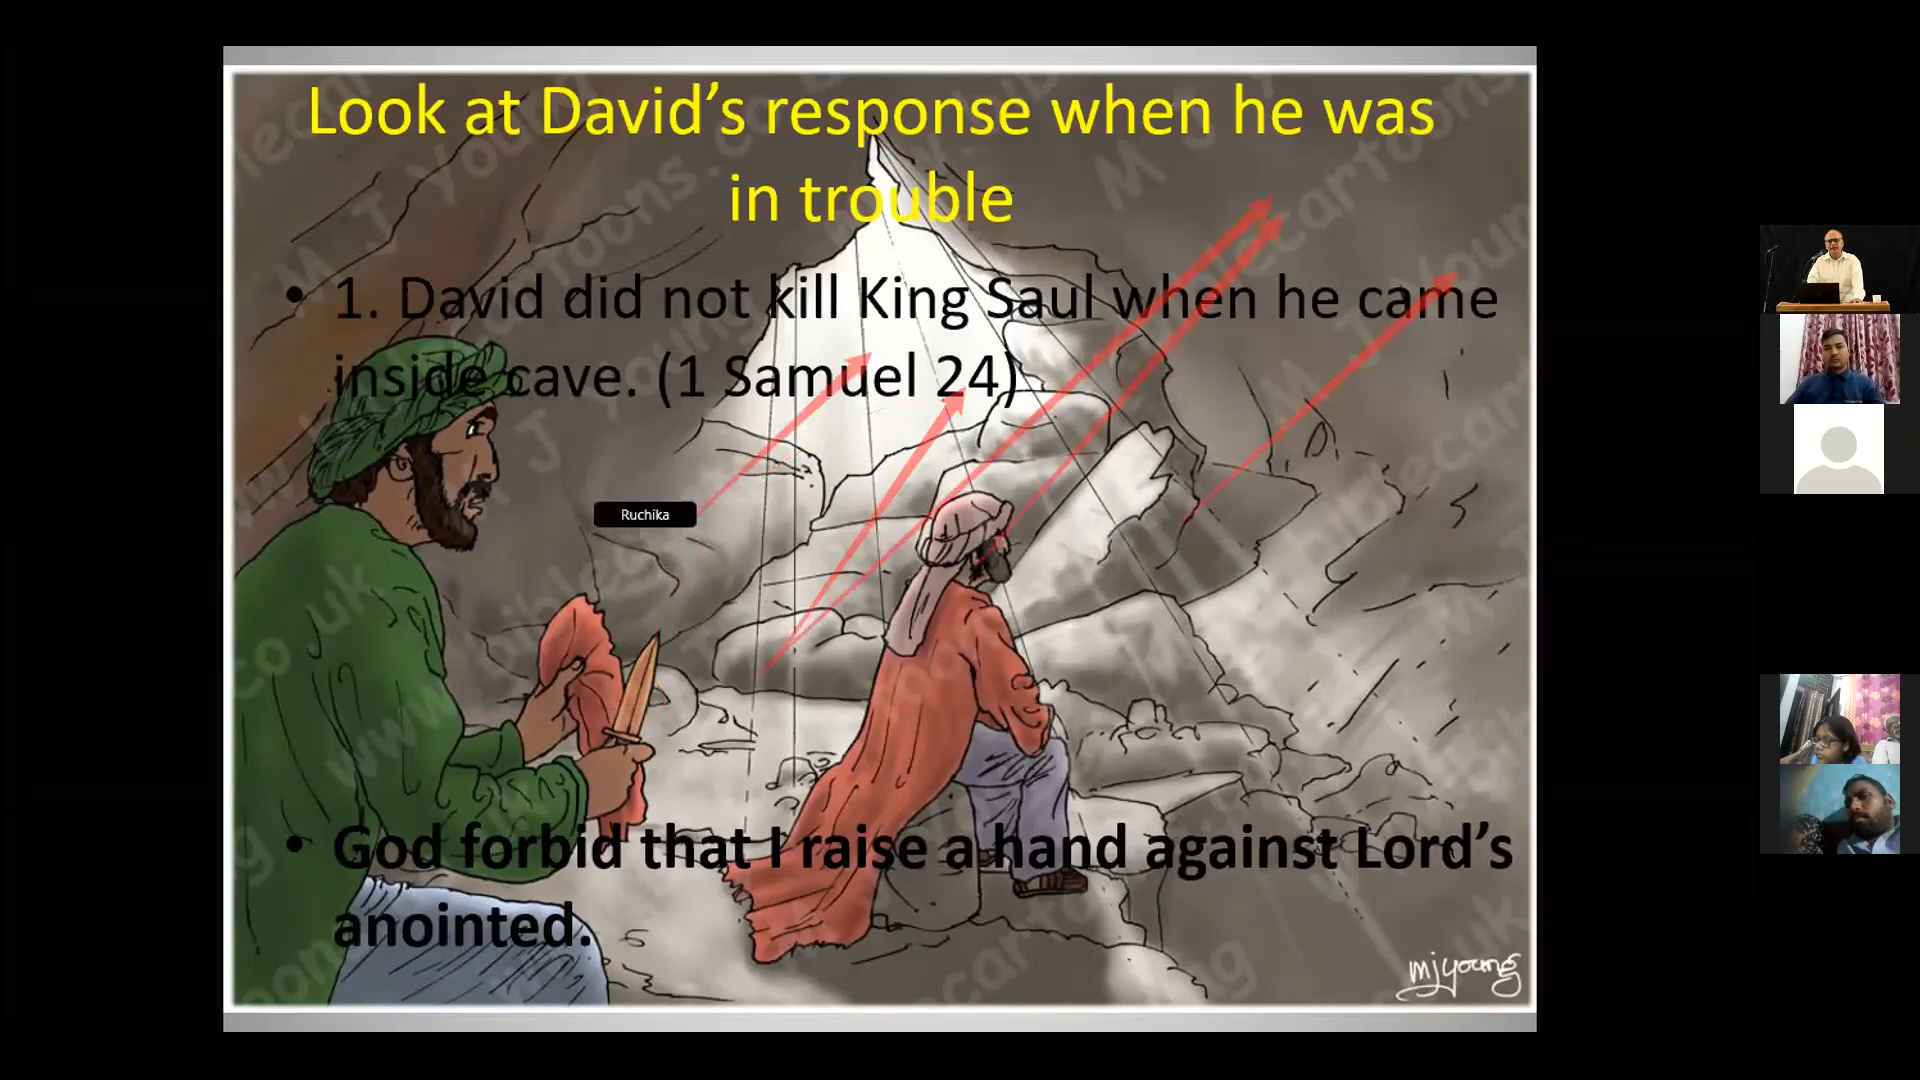 Look at David’s response when he was
in trouble
• 1. David did not kill King Saul when he came
inside cave. (1 Samuel 24)
Ruchika
• God forbid that I raise a hand against Lord’s
anointed.
mjyoung